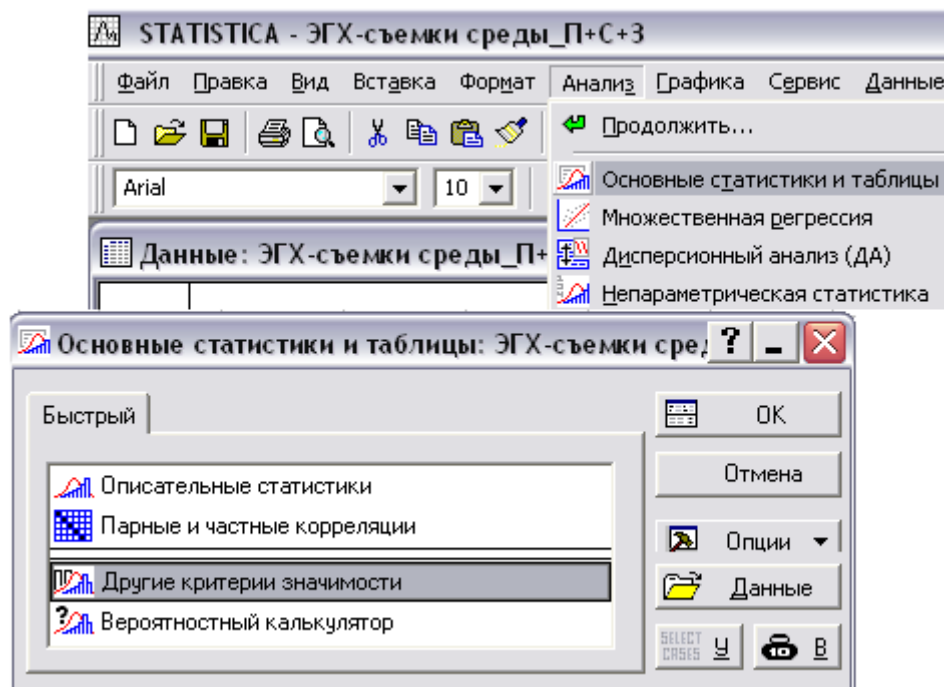 STATISTICA - ЭГХ-съемки среды_П+С+З
Файл Правка Вид Вставка Формат Анализ Графика Сервис Данные
Продолжить...
Arial 10
Основные статистики и таблицы
Множественная регрессия
Данные: ЭГХ-съемки среды_П+
Дисперсионный анализ (ДА)
Непараметрическая статистика
Основные статистики и таблицы: ЭГХ-съемки сред
Быстрый
OK
Отмена
Описательные статистики
Парные и частные корреляции
Опции
Другие критерии значимости
Данные
Вероятностный калькулятор
SELECT CASES У
10 В